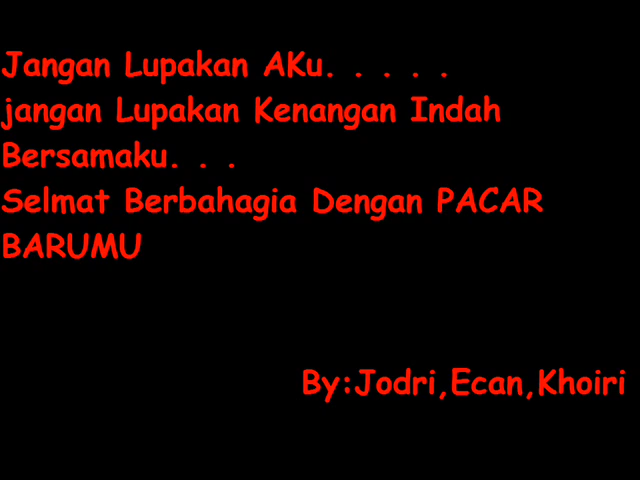 Jangan Lupakan AKu. . . . .
jangan Lupakan Kenangan Indah
Bersamaku. . .
Selmat Berbahagia Dengan PACAR
BARUMU
By:Jodri,Ecan,Khoiri